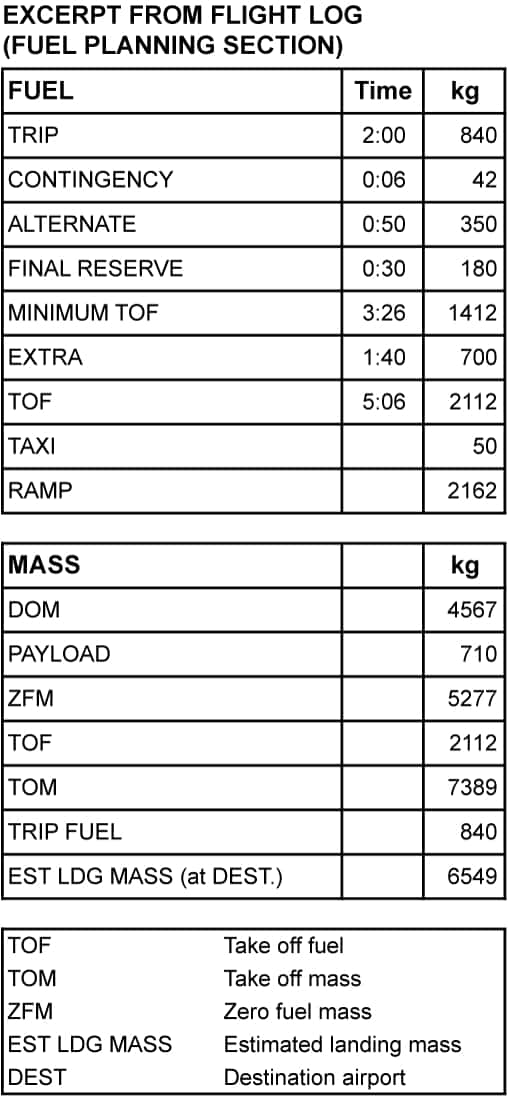 EXCERPT FROM FLIGHT LOG
(FUEL PLANNING SECTION)
FUEL Time kg
TRIP 2:00 840
CONTINGENCY 0:06 42
ALTERNATE 0:50 350
FINAL RESERVE 0:30 180
MINIMUM TOF 3:26 1412
EXTRA 1:40 700
TOF 5:06 2112
TAXI 50
RAMP 2162
MASS kg
DOM 4567
PAYLOAD 710
ZFM 5277
TOF 2112
TOM 7389
TRIP FUEL 840
EST LDG MASS (at DEST.) 6549
TOF Take off fuel
TOM Take off mass
ZFM Zero fuel mass
EST LDG MASS Estimated landing mass
DEST Destination airport